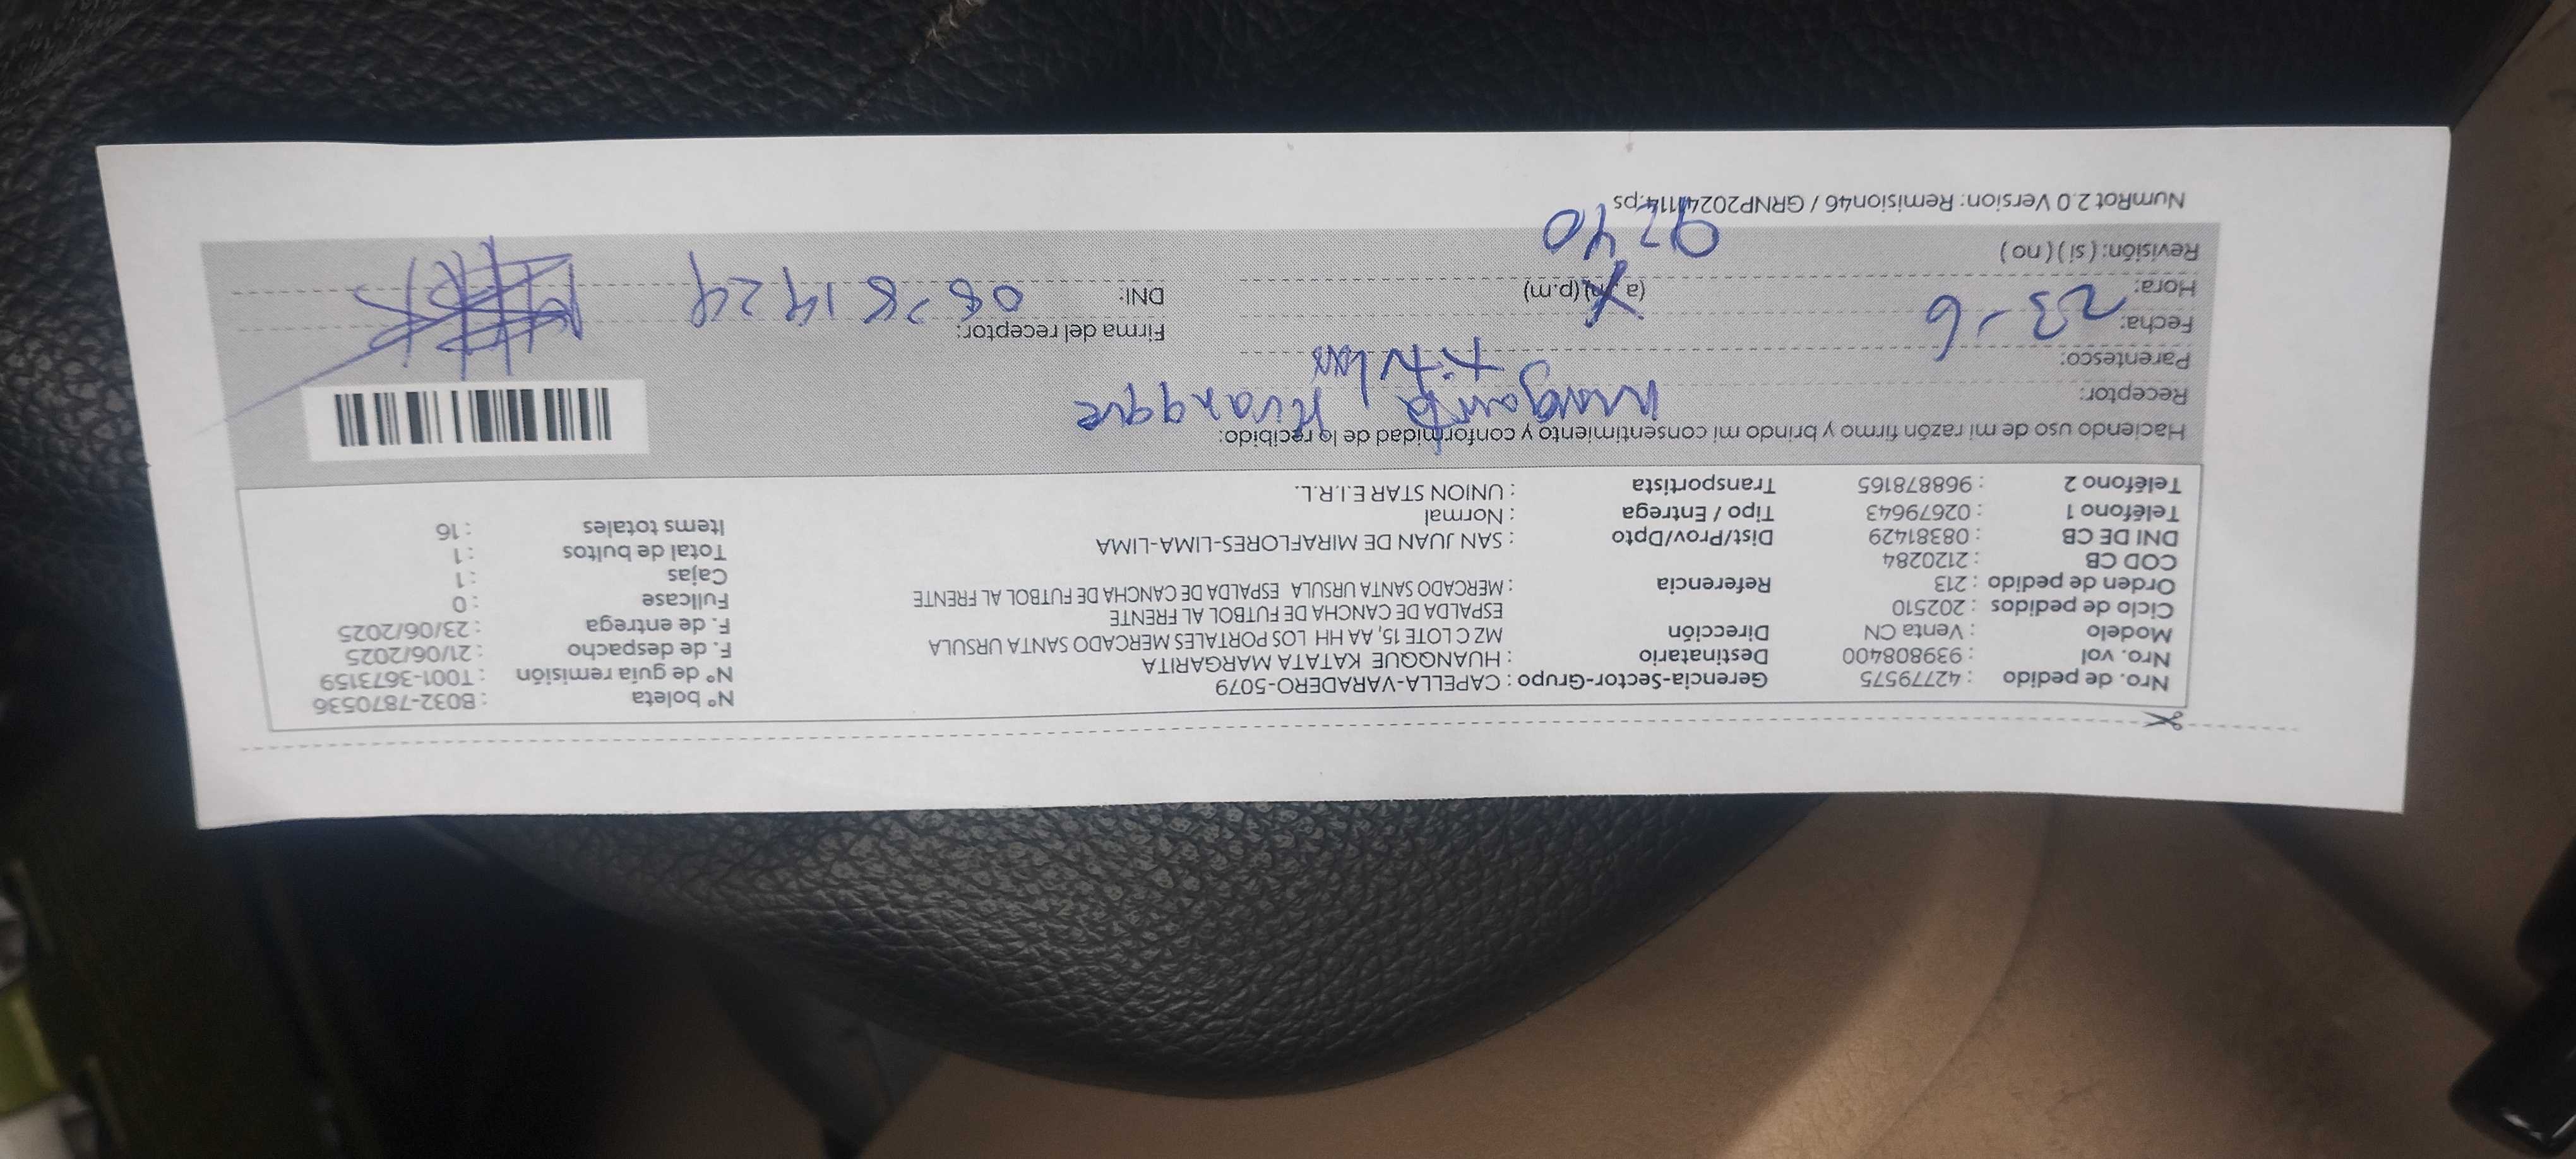 Nro. de pedido : 42779575 Gerencia-Sector-Grupo : CAPELLA-VARADERO-5079 N° boleta : B032-7870536
Nro. vol : 939808400 Destinatario : HUANQQUE KATATA MARGARITA N° de guía remisión : T001-3673159
Modelo : Venta CN Dirección MZ C LOTE 15, AA HH LOS PORTALES MERCADO SANTA URSULA F. de despacho : 21/06/2025
Ciclo de pedidos : 202510 ESPALDA DE CANCHA DE FUTBOL AL FRENTE F. de entrega : 23/06/2025
Orden de pedido : 213 Referencia : MERCADO SANTA URSULA ESPALDA DE CANCHA DE FUTBOL AL FRENTE Fullcase : 0
COD CB : 2120284 Cajas : 1
DNI DE CB : 08381429 Dist/Prov/Dpto : SAN JUAN DE MIRAFLORES-LIMA-LIMA Total de bultos : 1
Teléfono 1 : 02679643 Tipo / Entrega : Normal Items totales : 16
Teléfono 2 : 968878165 Transportista : UNION STAR E.I.R.L.
Haciendo uso de mi razón firmo y brindo mi consentimiento y conformidad de lo recibido:
Receptor: Margarita Huanqque
Parentesco: titular
Fecha: 23-6 Firma del receptor:
Hora: (a.m)(p.m) DNI:
Revisión: ( si ) ( no ) 9:40
NumRot 2.0 Version: Remision46 / GRNP20241114.ps